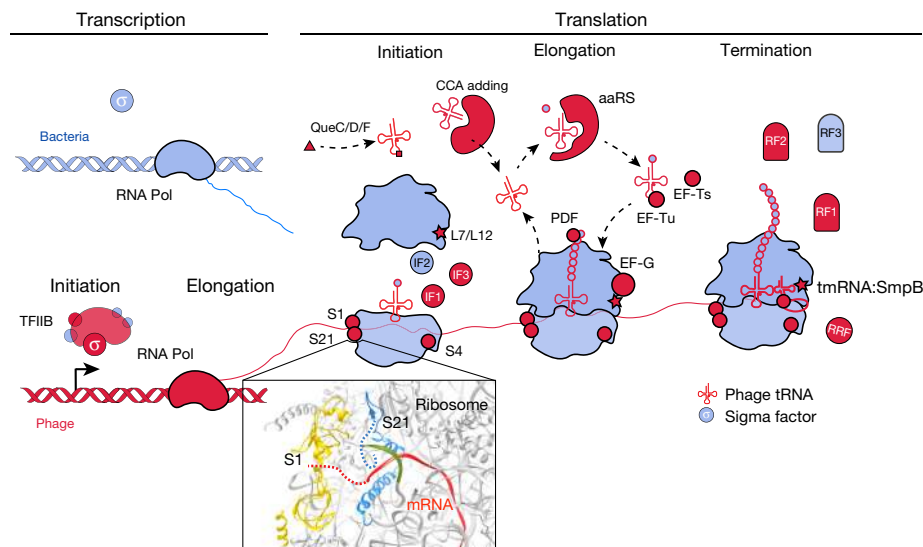 Transcription
Translation
Initiation
Elongation
Termination
σ
Bacteria
RNA Pol
QueC/D/F
CCA adding
aaRS
L7/L12
IF2
IF3
IF1
PDF
EF-Tu
EF-Ts
EF-G
RF2
RF3
RF1
tmRNA:SmpB
RRF
Initiation
Elongation
TFIIB
σ
RNA Pol
Phage
S1
S21
S4
Phage tRNA
σ Sigma factor
Ribosome
S21
S1
mRNA